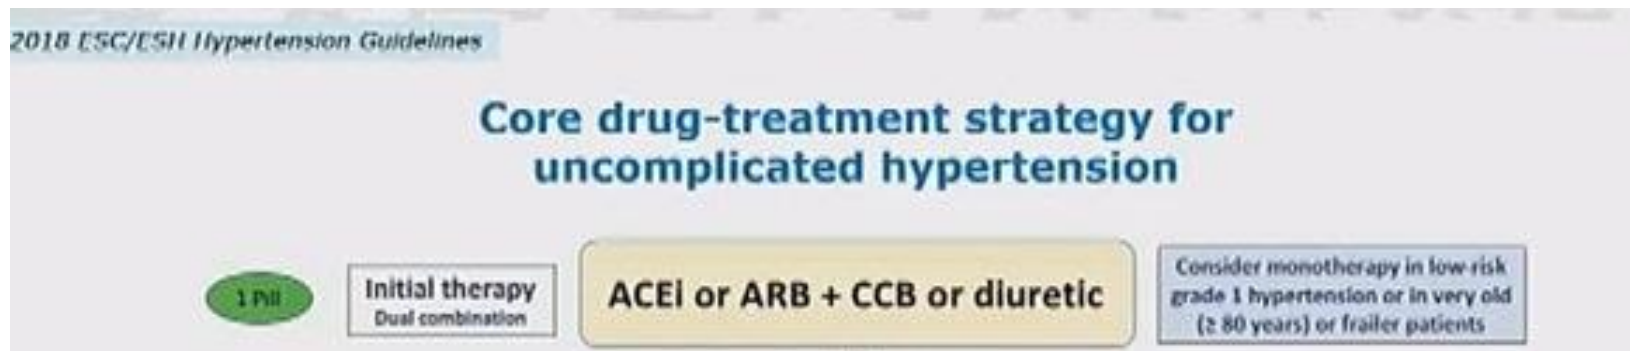 2018 ESC/ESH Hypertension Guidelines
Core drug-treatment strategy for
uncomplicated hypertension
1 Pill
Initial therapy
Dual combination
ACEi or ARB + CCB or diuretic
Consider monotherapy in low-risk
grade 1 hypertension or in very old
(≥ 80 years) or frailer patients